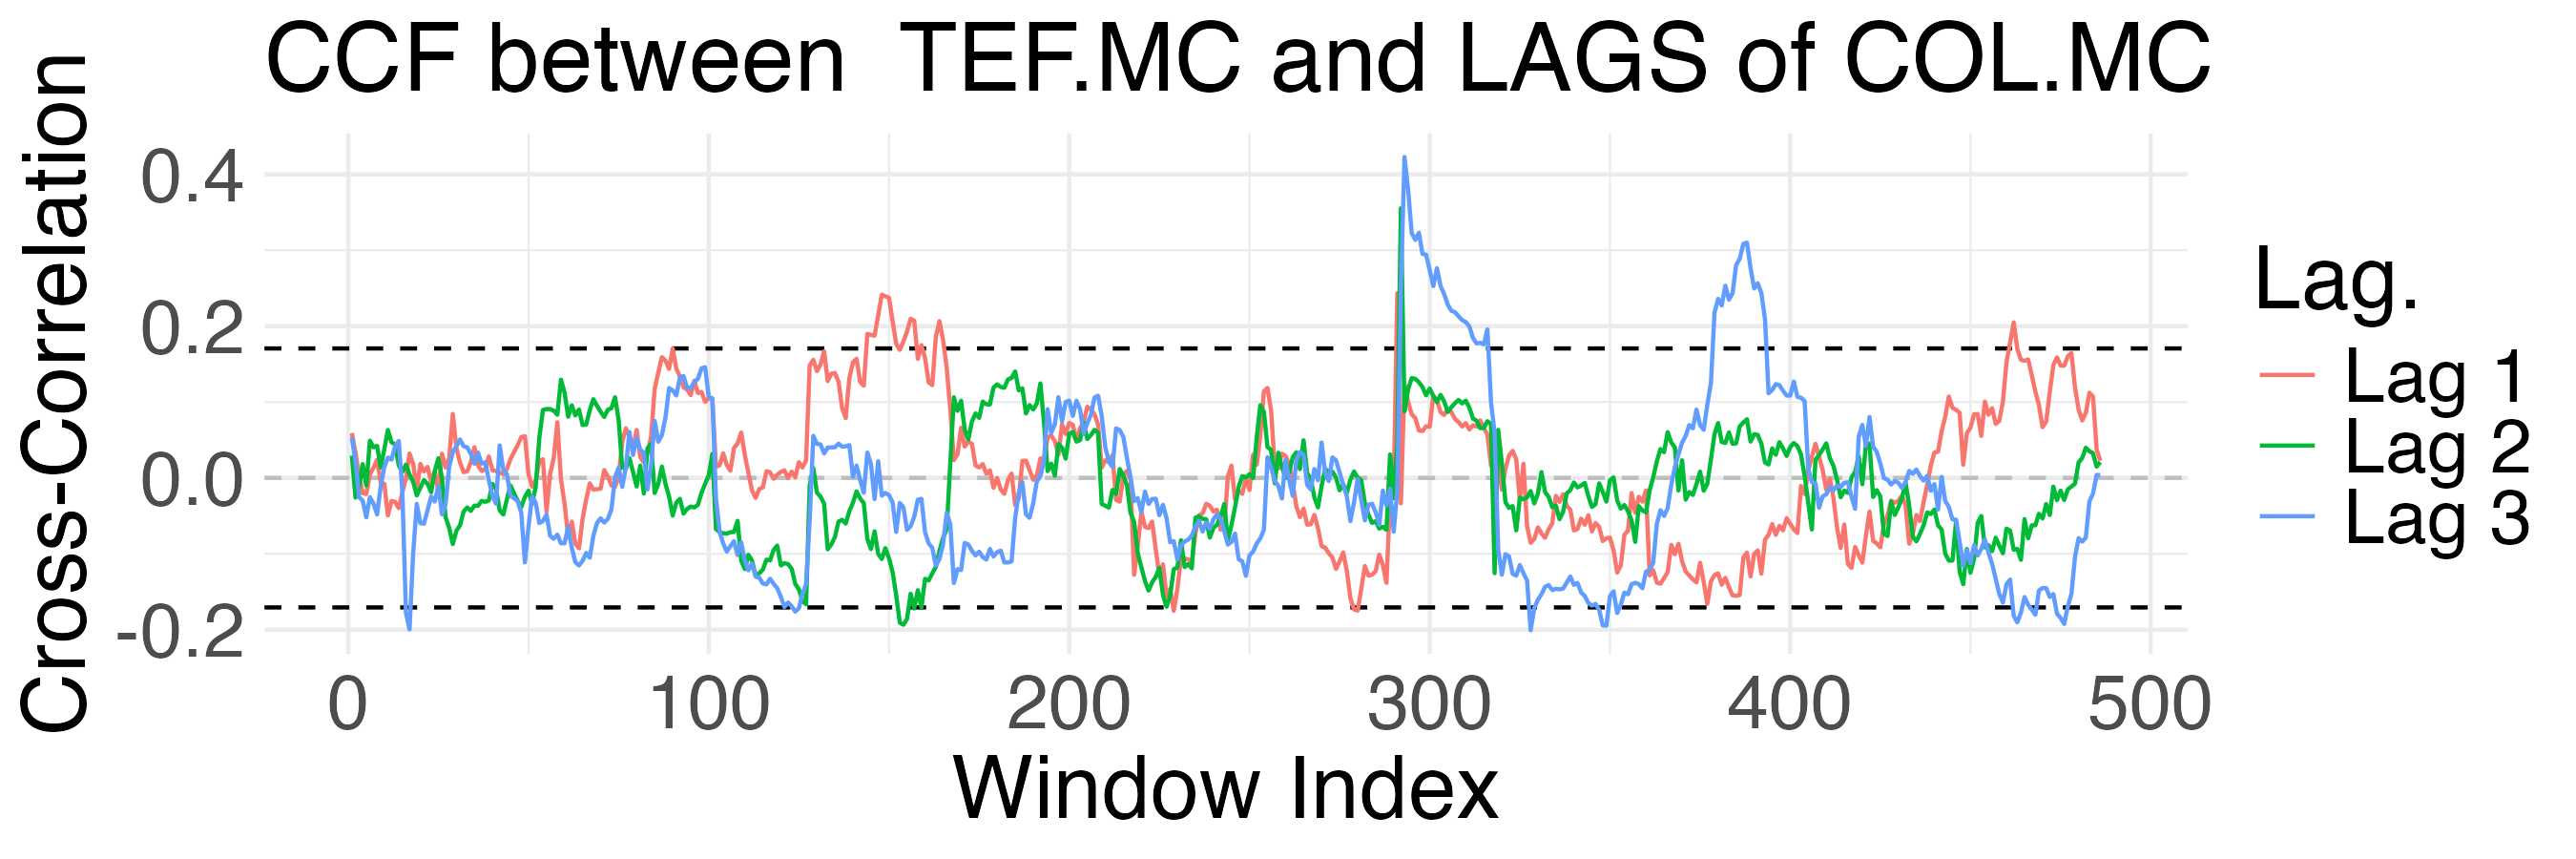 CCF between  TEF.MC and LAGS of COL.MC
Cross-Correlation
0.4
0.2
0.0
-0.2
0 100 200 300 400 500
Window Index
Lag.
Lag 1
Lag 2
Lag 3